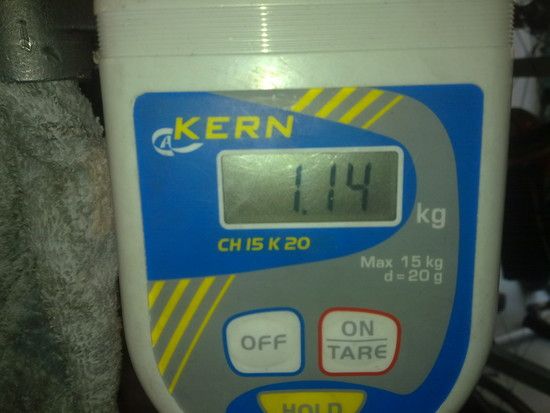 KERN
1.14 kg
CH 15 K 20
Max 15 kg
d = 20 g
OFF
ON
TARE
HOLD